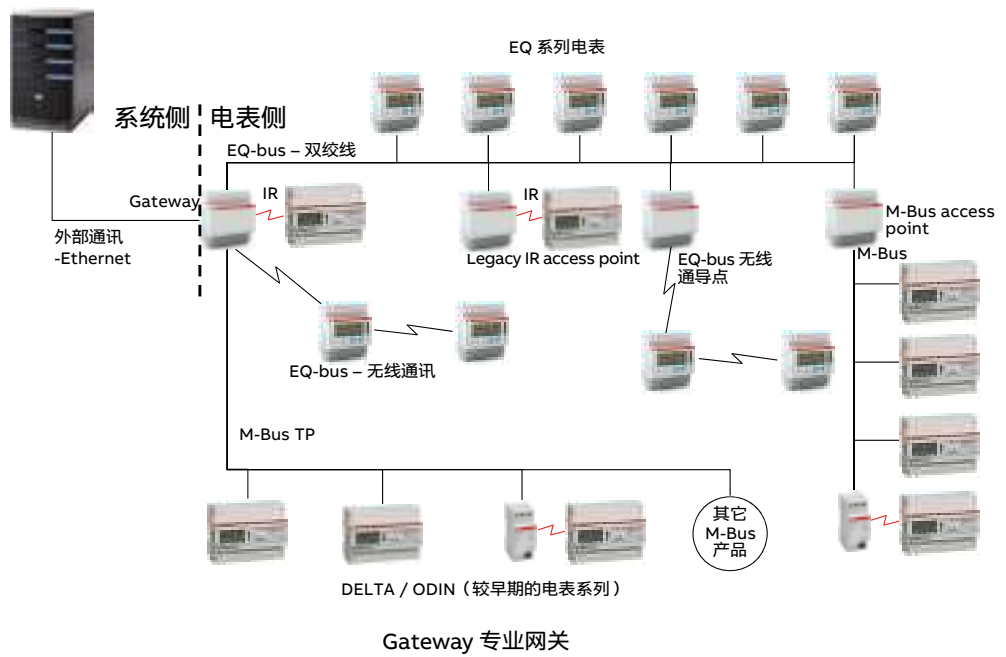 EQ 系列电表
系统侧
电表侧
EQ-bus – 双绞线
Gateway
IR
IR
外部通讯
-Ethernet
Legacy IR access point
EQ-bus 无线
通导点
M-Bus access
point
M-Bus
EQ-bus – 无线通讯
M-Bus TP
其它
M-Bus
产品
DELTA / ODIN（较早期的电表系列）
Gateway 专业网关